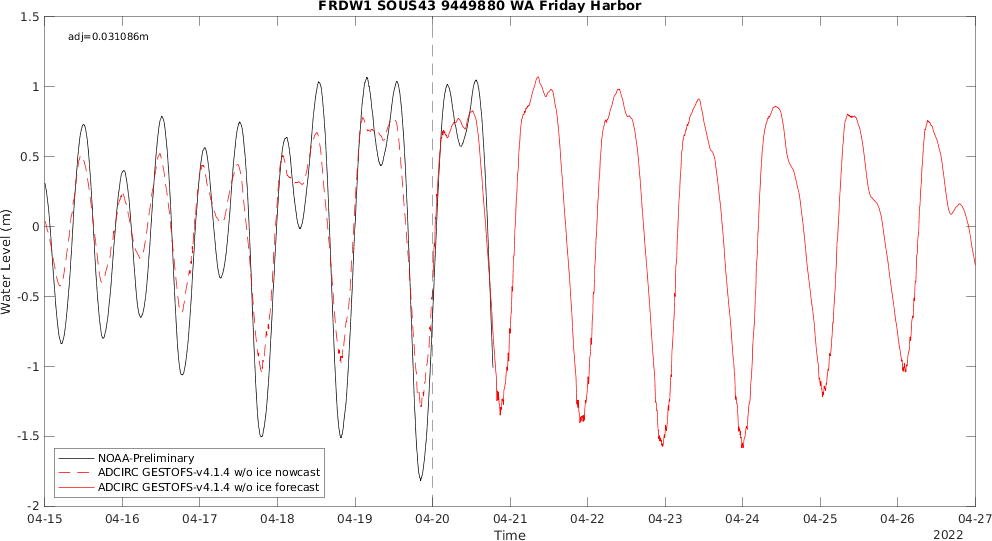 FRDW1 SOUS43 9449880 WA Friday Harbor
adj=0.031086m
1.5
1
0.5
0
-0.5
-1
-1.5
-2
Water Level (m)
NOAA-Preliminary
ADCIRC GESTOFS-v4.1.4 w/o ice nowcast
ADCIRC GESTOFS-v4.1.4 w/o ice forecast
04-15 04-16 04-17 04-18 04-19 04-20 04-21 04-22 04-23 04-24 04-25 04-26 04-27
Time
2022